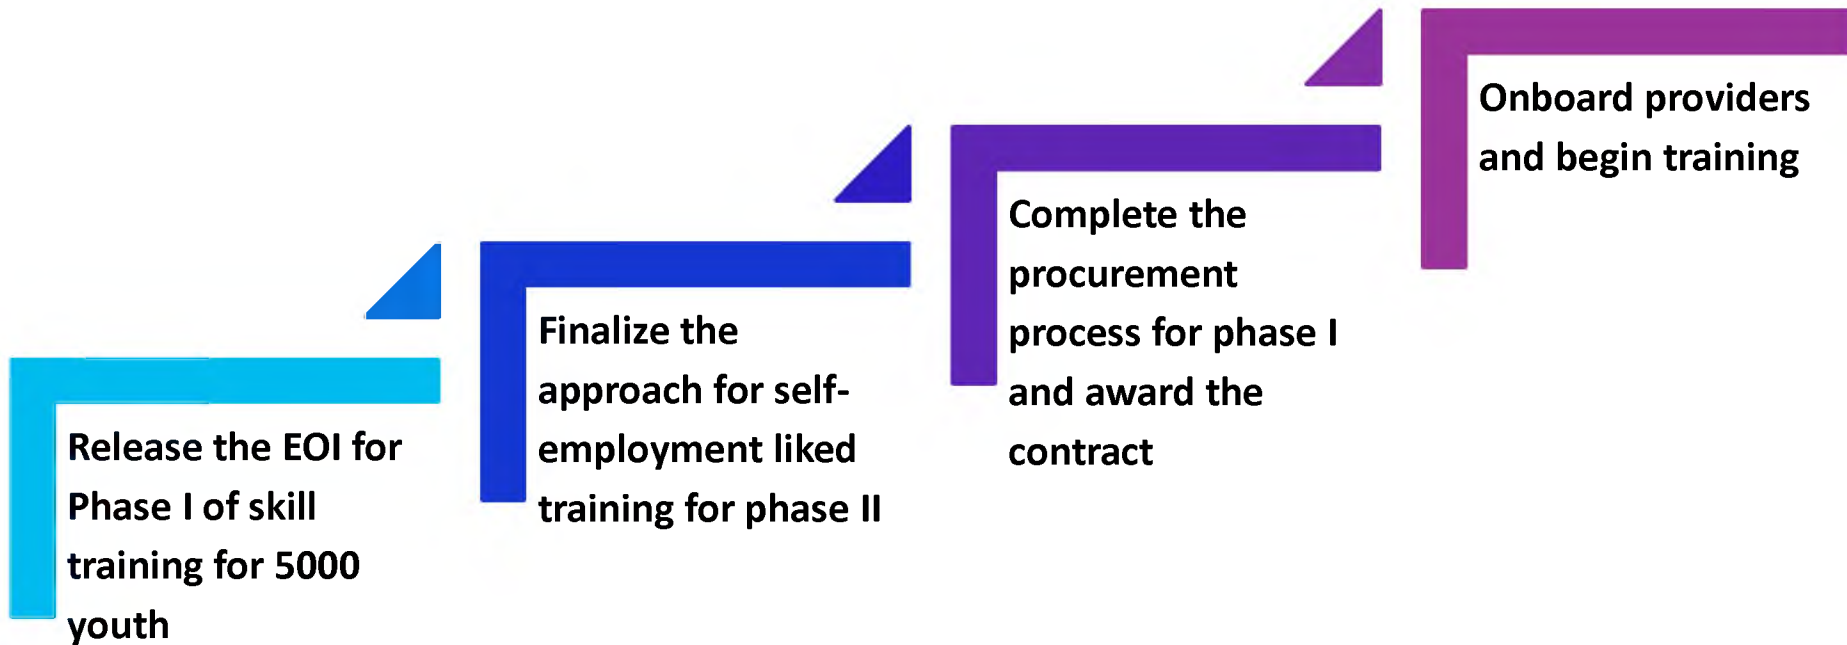 Release the EOI for
Phase I of skill
training for 5000
youth
Finalize the
approach for self-
employment liked
training for phase II
Complete the
procurement
process for phase I
and award the
contract
Onboard providers
and begin training